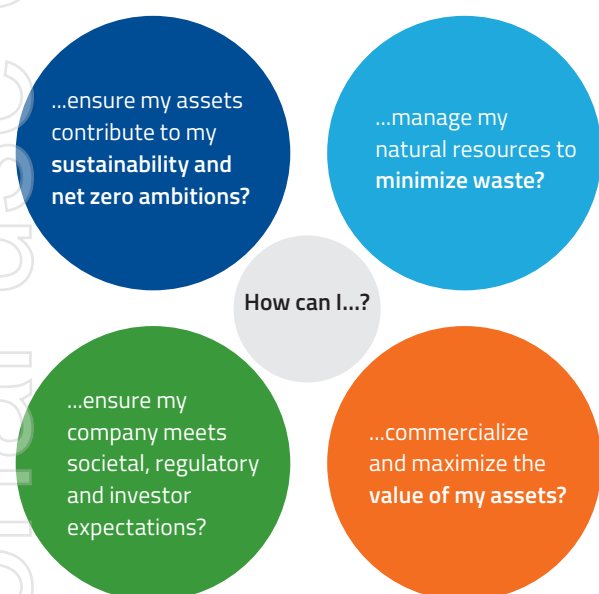 ...ensure my assets
contribute to my
sustainability and
net zero ambitions?
...manage my
natural resources to
minimize waste?
How can I...?
...ensure my
company meets
societal, regulatory
and investor
expectations?
...commercialize
and maximize the
value of my assets?